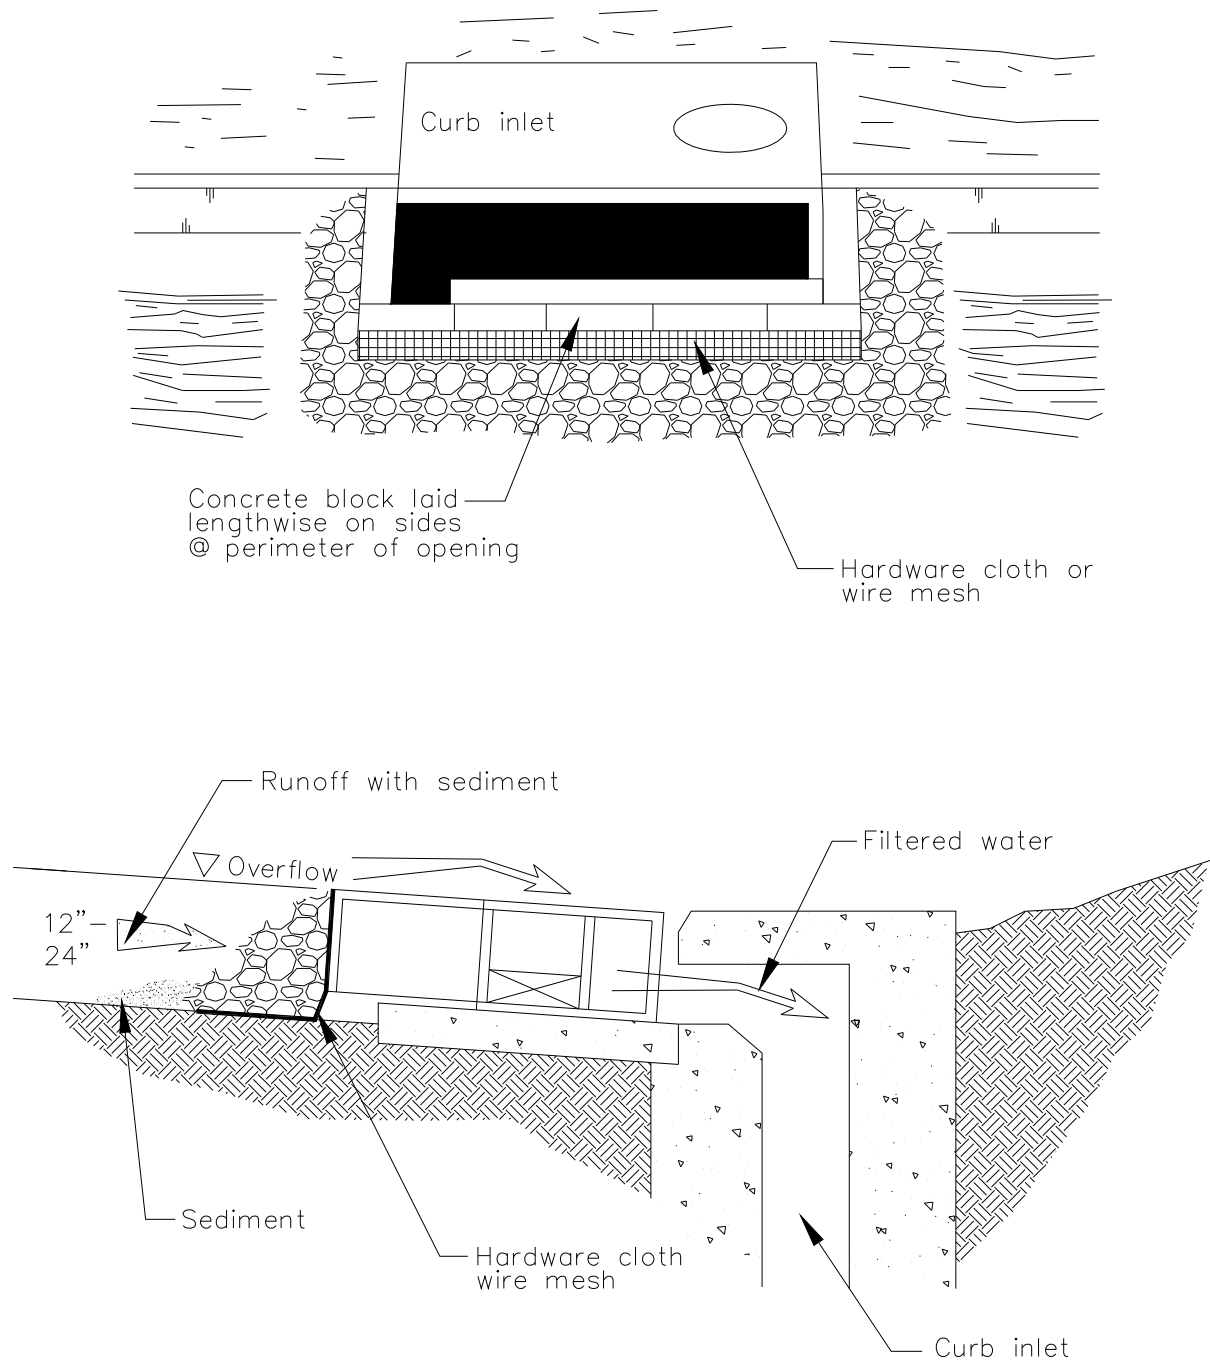 Curb inlet
Concrete block laid
lengthwise on sides
@ perimeter of opening
Hardware cloth or
wire mesh
Runoff with sediment
Filtered water
Overflow
12”–
24”
Sediment
Hardware cloth
wire mesh
Curb inlet